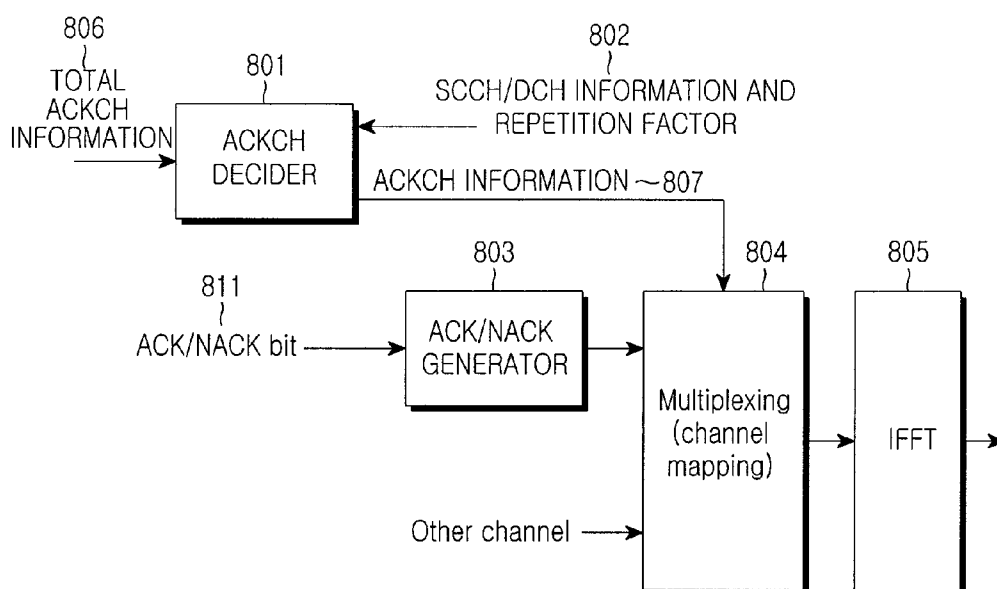 806
TOTAL
ACKCH
INFORMATION
801
ACKCH
DECIDER
802
SCCH/DCH INFORMATION AND
REPETITION FACTOR
ACKCH INFORMATION ~807
811
ACK/NACK bit
803
ACK/NACK
GENERATOR
804
Multiplexing
(channel
mapping)
805
IFFT
Other channel